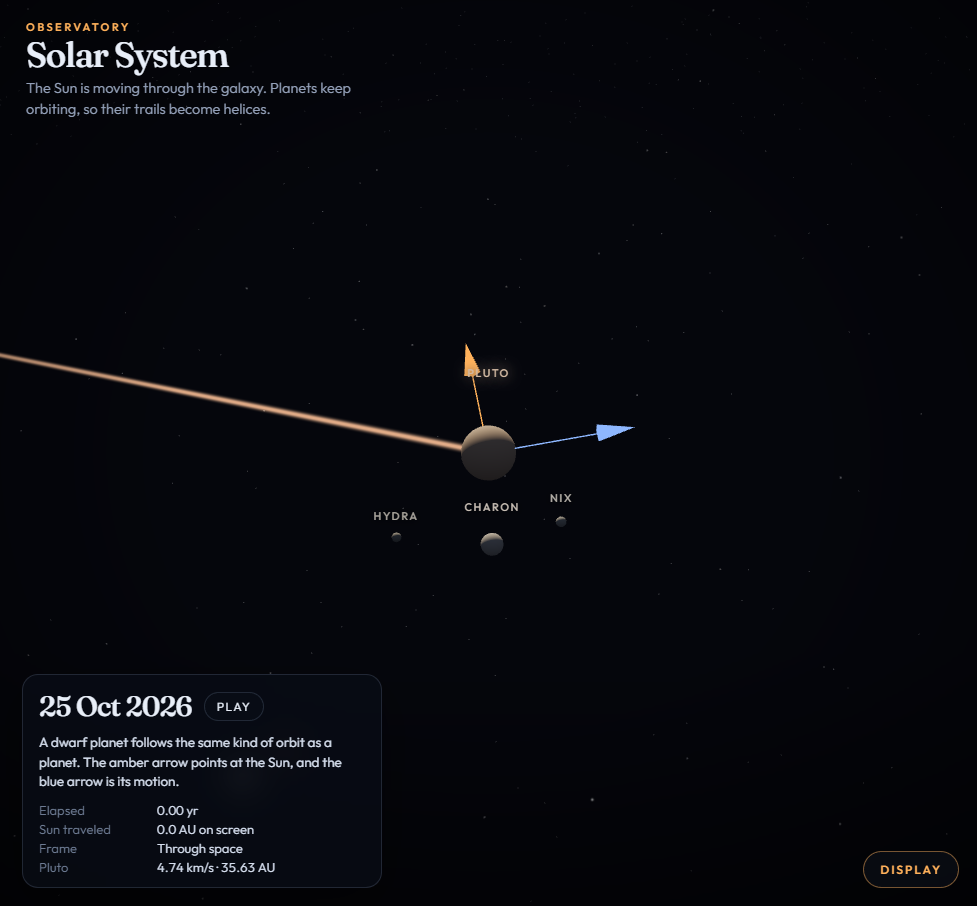 OBSERVATORY
Solar System
The Sun is moving through the galaxy. Planets keep
orbiting, so their trails become helices.
PLUTO
NIX
CHARON
HYDRA
25 Oct 2026 PLAY
A dwarf planet follows the same kind of orbit as a
planet. The amber arrow points at the Sun, and the
blue arrow is its motion.
Elapsed 0.00 yr
Sun traveled 0.0 AU on screen
Frame Through space
Pluto 4.74 km/s · 35.63 AU
DISPLAY